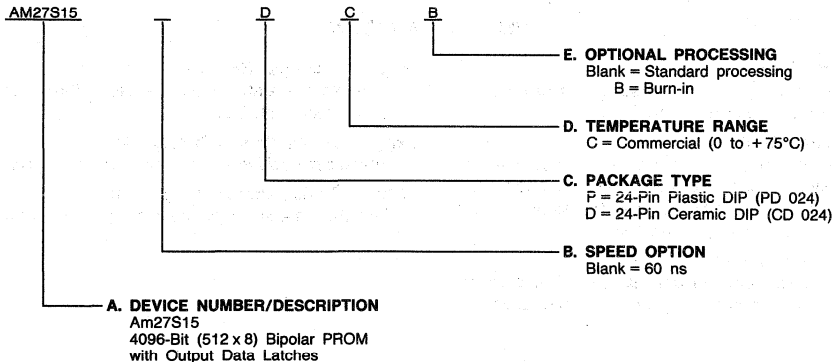 AM27S15 D C B
E. OPTIONAL PROCESSING
Blank = Standard processing
B = Burn-in
D. TEMPERATURE RANGE
C = Commercial (0 to +75°C)
C. PACKAGE TYPE
P = 24-Pin Plastic DIP (PD 024)
D = 24-Pin Ceramic DIP (CD 024)
B. SPEED OPTION
Blank = 60 ns
A. DEVICE NUMBER/DESCRIPTION
Am27S15
4096-Bit (512 x 8) Bipolar PROM
with Output Data Latches